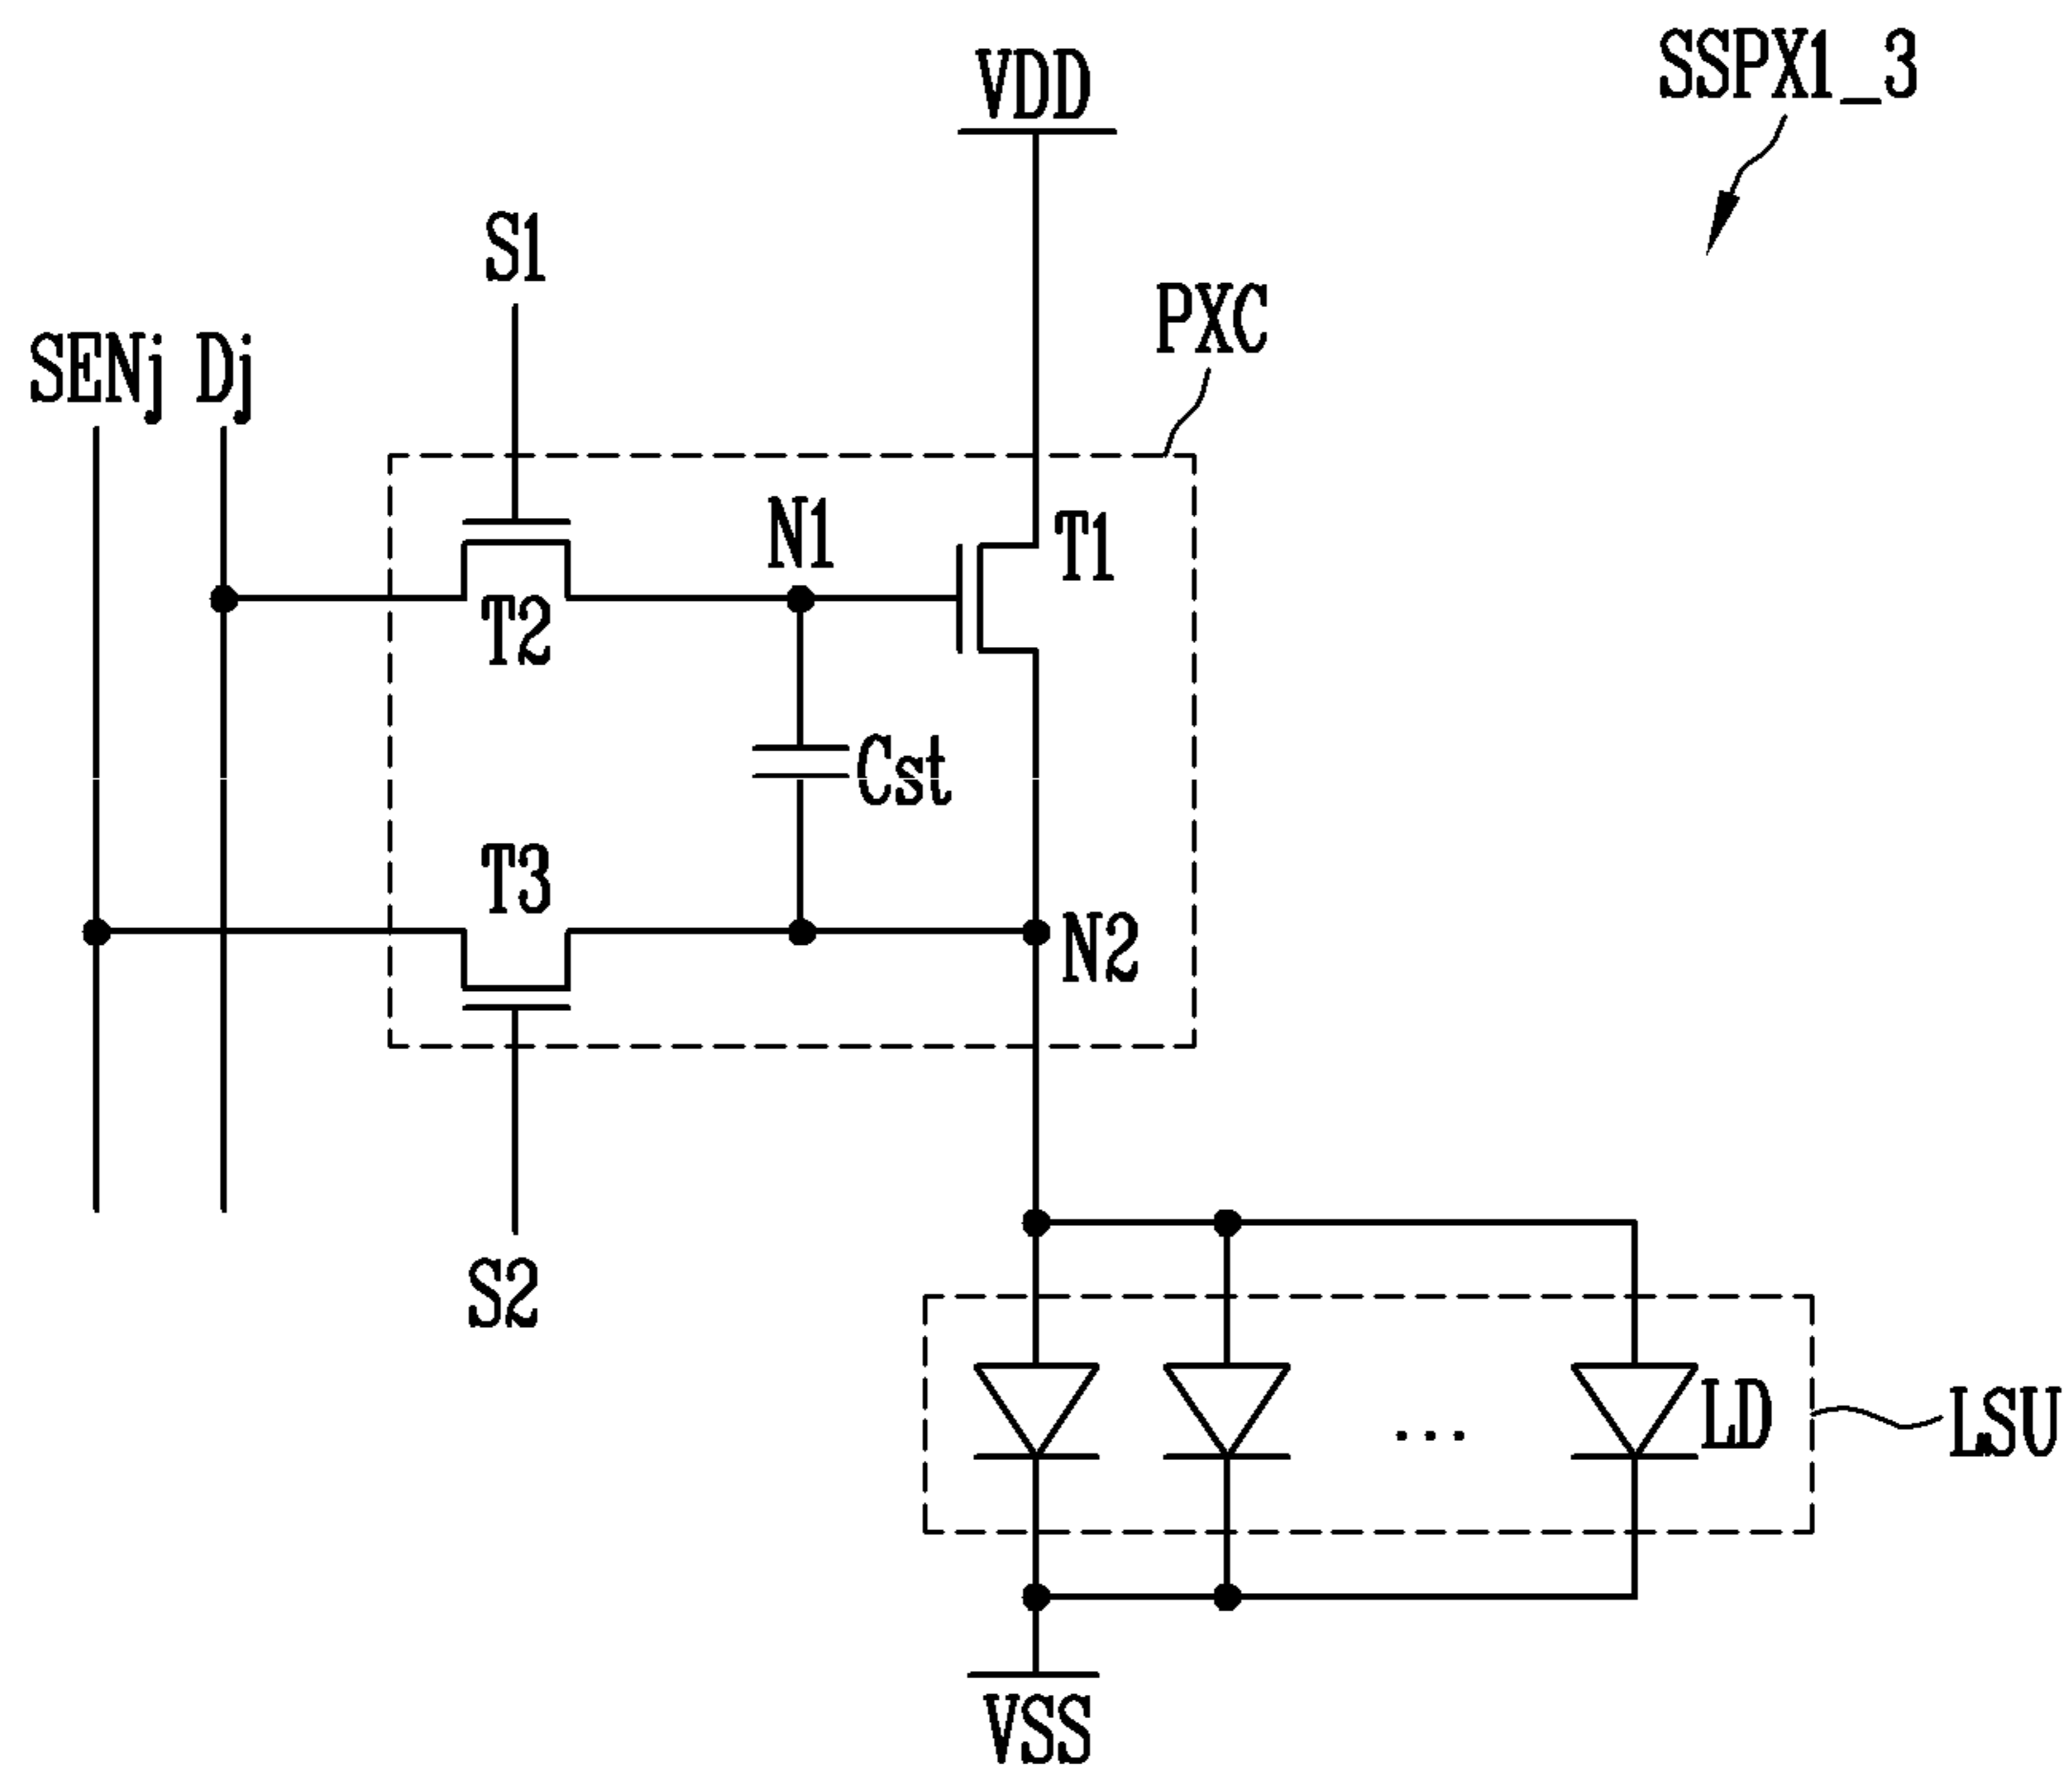 SSPX1_3
VDD
S1
PXC
SENj Dj
N1
T1
T2
Cst
T3
N2
S2
...
LD
LSU
VSS